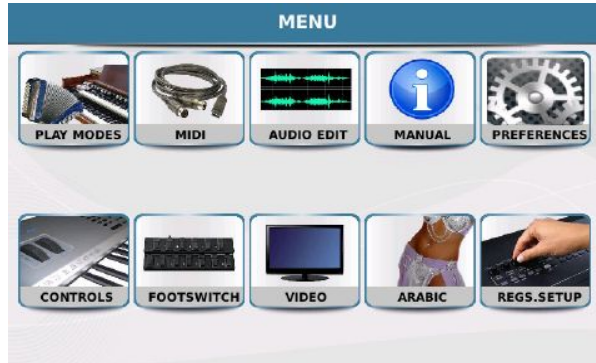 MENU
PLAY MODES
MIDI
AUDIO EDIT
MANUAL
PREFERENCES
CONTROLS
FOOTSWITCH
VIDEO
ARABIC
REGS.SETUP